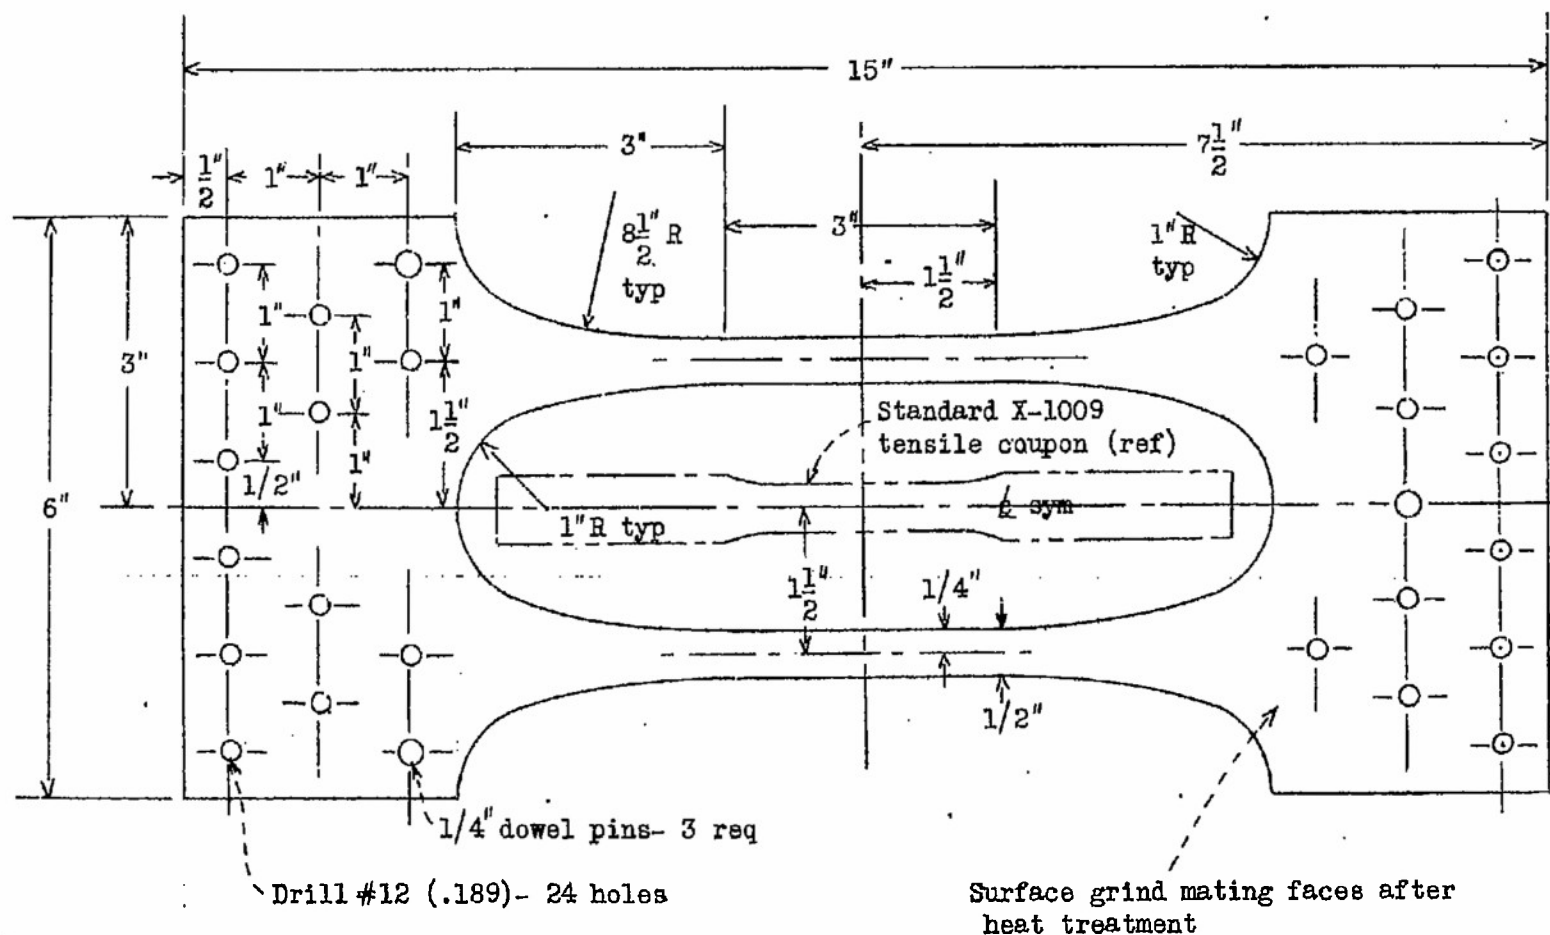 15"
3"
7 1/2"
1/2"
1"
1"
8 1/2" R
typ
3"
1" R
typ
1 1/2"
1"
1"
3"
1"
1"
1 1/2"
Standard X-1009
tensile coupon (ref)
1/2"
1"
6"
1" R typ
℄ sym
1 1/2"
1/4"
1/2"
1/4" dowel pins- 3 req
Drill #12 (.189)- 24 holes
Surface grind mating faces after
heat treatment